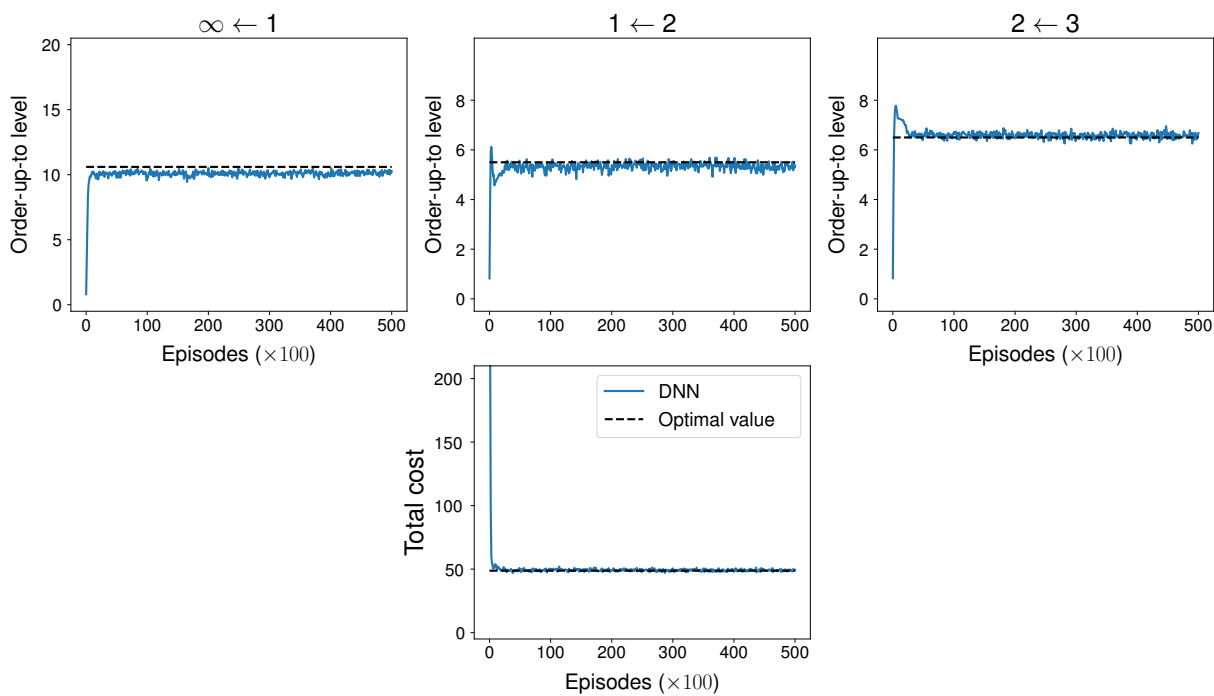 ∞ ← 1
1 ← 2
2 ← 3
Order-up-to level
20
15
10
5
0
0 100 200 300 400 500
Episodes (×100)
Order-up-to level
8
6
4
2
0
0 100 200 300 400 500
Order-up-to level
8
6
4
2
0
0 100 200 300 400 500
Episodes (×100)
Total cost
200
150
100
50
0
DNN
Optimal value
0 100 200 300 400 500
Episodes (×100)